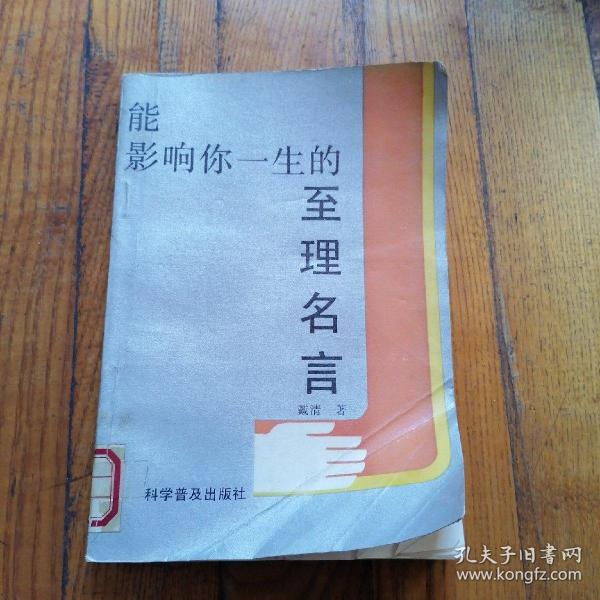 能
影响你一生的
至理名言
戴清 著
科学普及出版社
孔夫子旧书网
www.kongfz.com